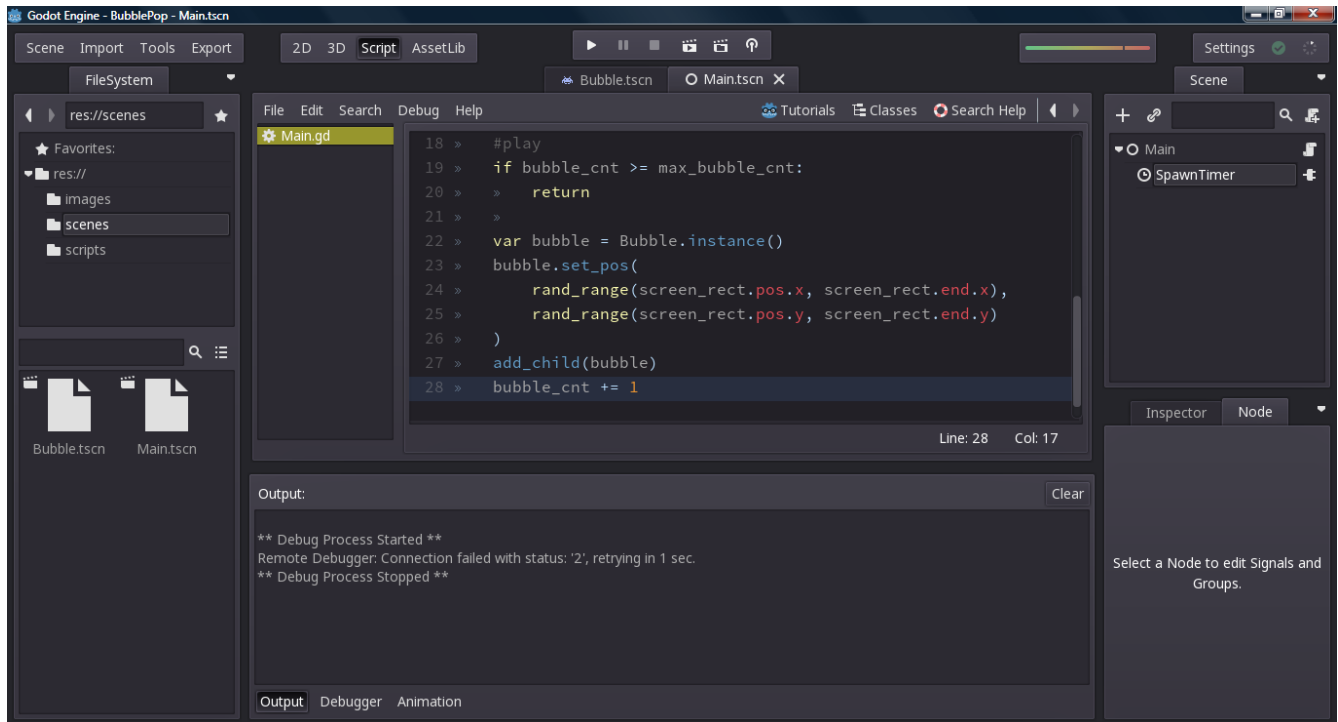 Godot Engine - BubblePop - Main.tscn
Scene Import Tools Export
2D 3D Script AssetLib
Settings
FileSystem
Bubble.tscn
Main.tscn
Scene
res://scenes
Favorites:
res://
images
scenes
scripts
Bubble.tscn
Main.tscn
File Edit Search Debug Help
Tutorials Classes Search Help
Main.gd
18 » #play
19 » if bubble_cnt >= max_bubble_cnt:
20 » » return
21 » »
22 » var bubble = Bubble.instance()
23 » bubble.set_pos(
24 » rand_range(screen_rect.pos.x, screen_rect.end.x),
25 » rand_range(screen_rect.pos.y, screen_rect.end.y)
26 » )
27 » add_child(bubble)
28 » bubble_cnt += 1
Line: 28 Col: 17
Output:
Clear
** Debug Process Started **
Remote Debugger: Connection failed with status: '2', retrying in 1 sec.
** Debug Process Stopped **
Output Debugger Animation
Main
SpawnTimer
Inspector Node
Select a Node to edit Signals and
Groups.